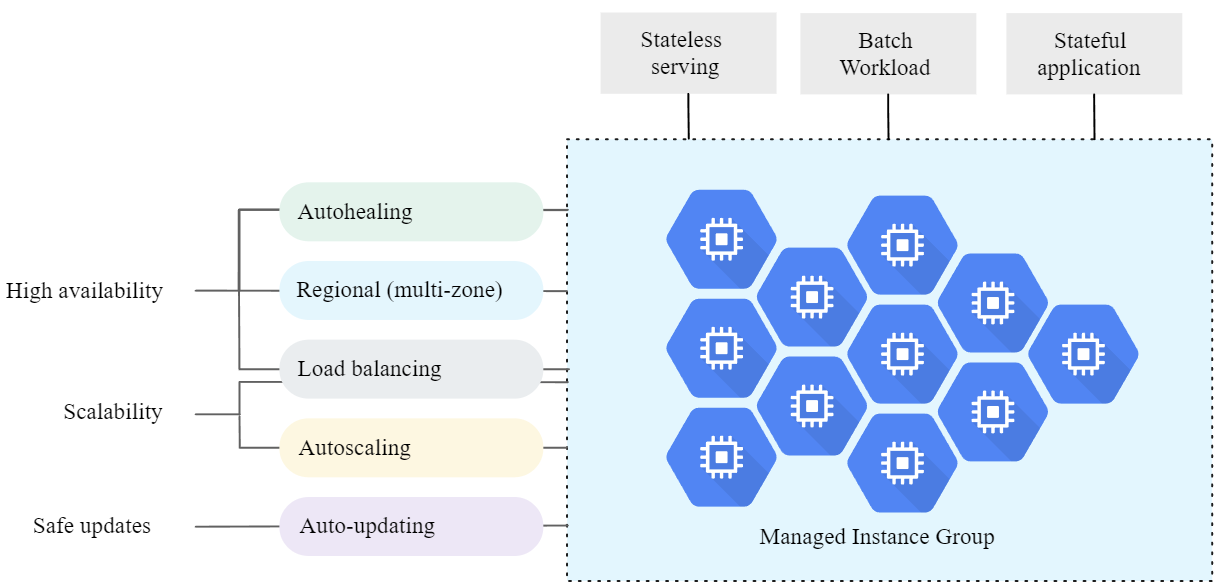 Stateless
serving
Batch
Workload
Stateful
application
Autohealing
High availability
Regional (multi-zone)
Load balancing
Scalability
Autoscaling
Safe updates
Auto-updating
Managed Instance Group